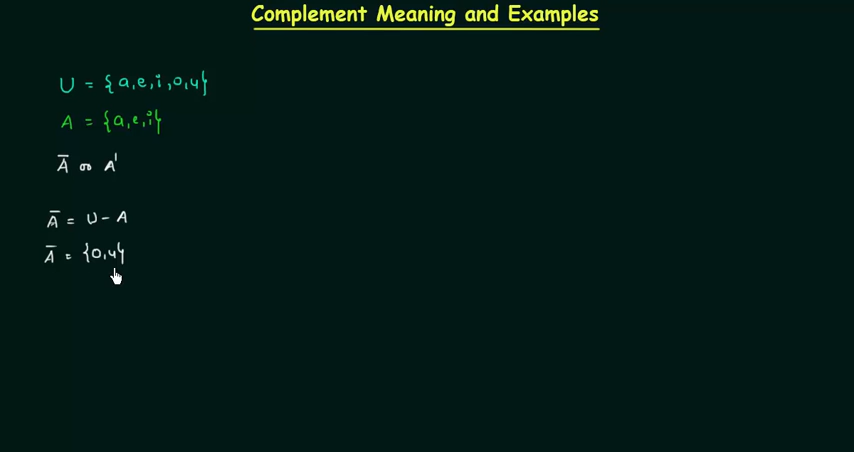 Complement Meaning and Examples
U = {a,e,i,o,u}
A = {a,e,i}
Ā or A'
Ā = U - A
Ā = {o,u}